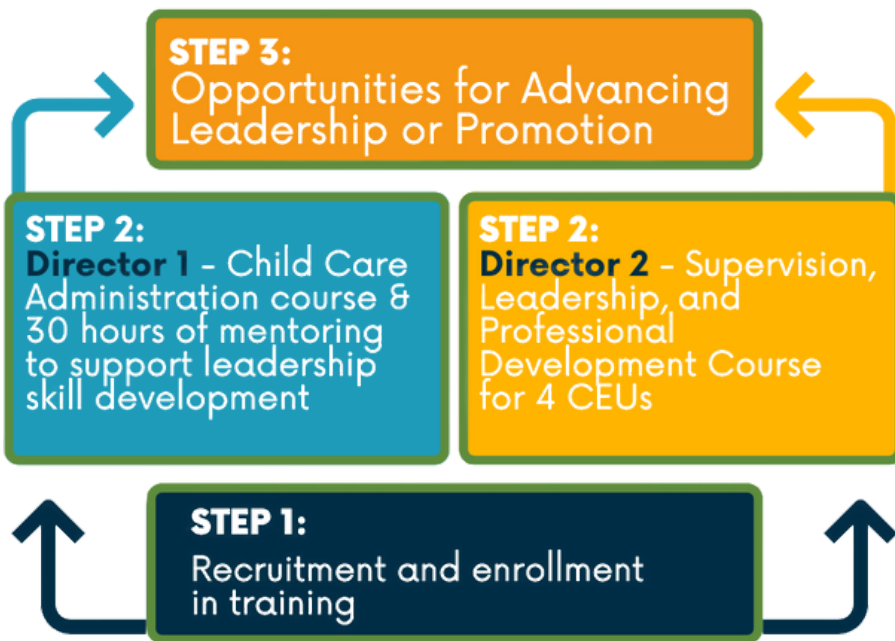 STEP 3:
Opportunities for Advancing
Leadership or Promotion
STEP 2:
Director 1 - Child Care
Administration course &
30 hours of mentoring
to support leadership
skill development
STEP 2:
Director 2 - Supervision,
Leadership, and
Professional
Development Course
for 4 CEUs
STEP 1:
Recruitment and enrollment
in training